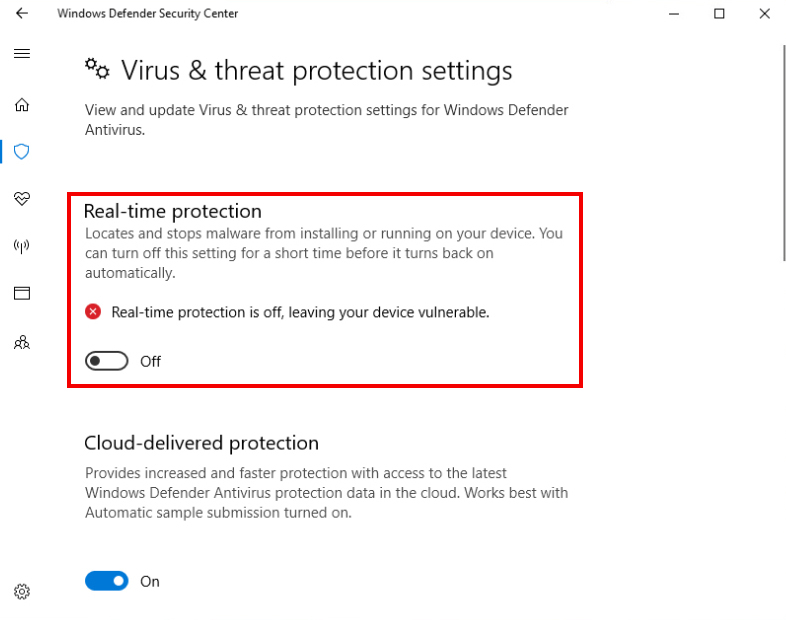 Windows Defender Security Center
Virus & threat protection settings
View and update Virus & threat protection settings for Windows Defender
Antivirus.
Real-time protection
Locates and stops malware from installing or running on your device. You
can turn off this setting for a short time before it turns back on
automatically.
Real-time protection is off, leaving your device vulnerable.
Off
Cloud-delivered protection
Provides increased and faster protection with access to the latest
Windows Defender Antivirus protection data in the cloud. Works best with
Automatic sample submission turned on.
On